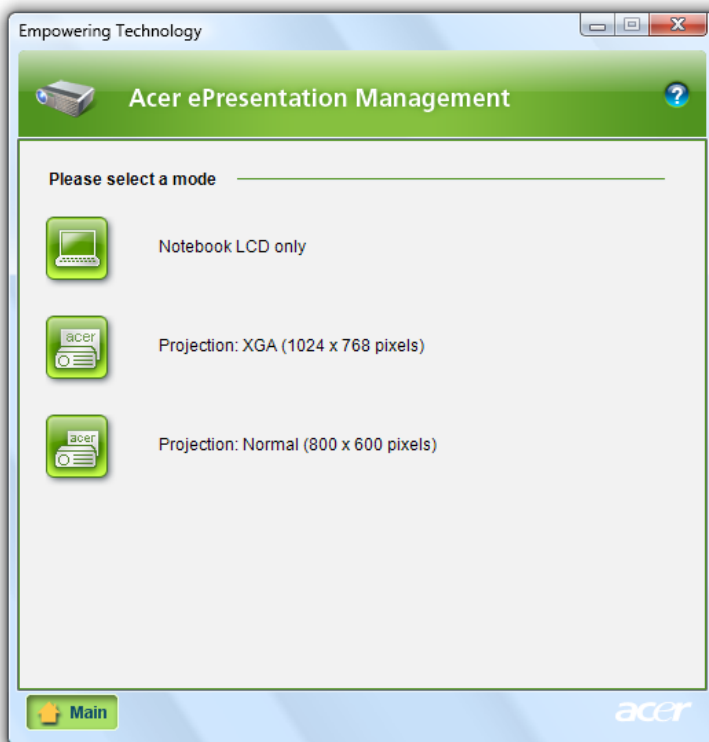 Empowering Technology
Acer ePresentation Management
?
Please select a mode
Notebook LCD only
acer
Projection: XGA (1024 x 768 pixels)
acer
Projection: Normal (800 x 600 pixels)
Main
acer